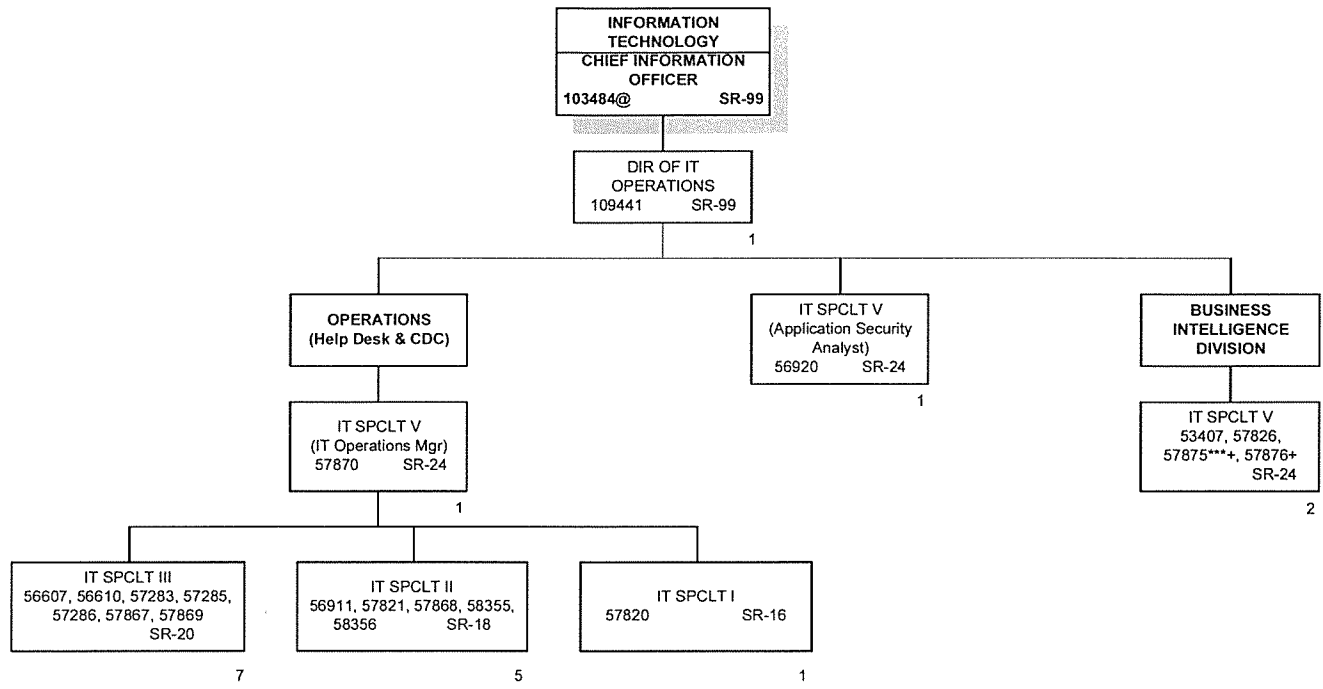 INFORMATION
TECHNOLOGY
CHIEF INFORMATION
OFFICER
103484@ SR-99
DIR OF IT
OPERATIONS
109441 SR-99
1
OPERATIONS
(Help Desk & CDC)
IT SPCLT V
(Application Security
Analyst)
56920 SR-24
1
BUSINESS
INTELLIGENCE
DIVISION
IT SPCLT V
(IT Operations Mgr)
57870 SR-24
1
IT SPCLT V
53407, 57826,
57875***+, 57876+
SR-24
2
IT SPCLT III
56607, 56610, 57283, 57285,
57286, 57867, 57869
SR-20
7
IT SPCLT II
56911, 57821, 57868, 58355,
58356 SR-18
5
IT SPCLT I
57820 SR-16
1